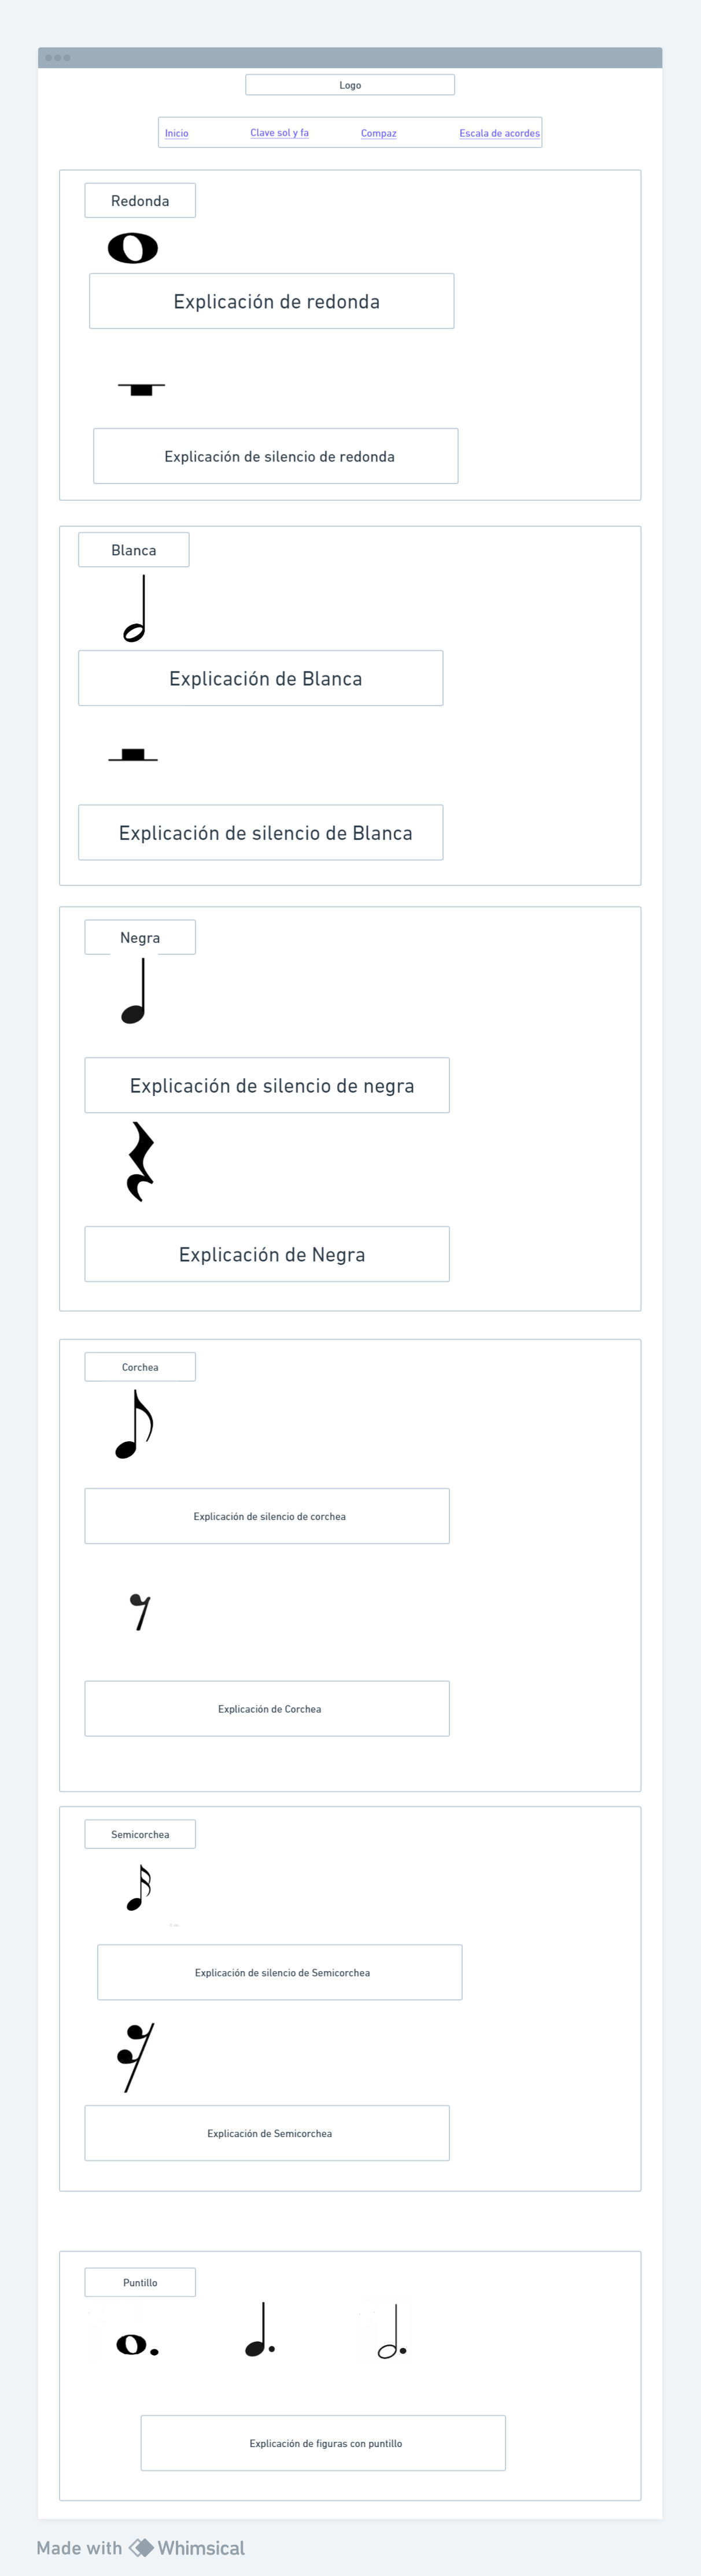 Logo
Inicio Clave sol y fa Compaz Escala de acordes
Redonda
Explicación de redonda
Explicación de silencio de redonda
Blanca
Explicación de Blanca
Explicación de silencio de Blanca
Negra
Explicación de silencio de negra
Explicación de Negra
Corchea
Explicación de silencio de corchea
Explicación de Corchea
Semicorchea
Explicación de silencio de Semicorchea
Explicación de Semicorchea
Puntillo
Explicación de figuras con puntillo
Made with Whimsical